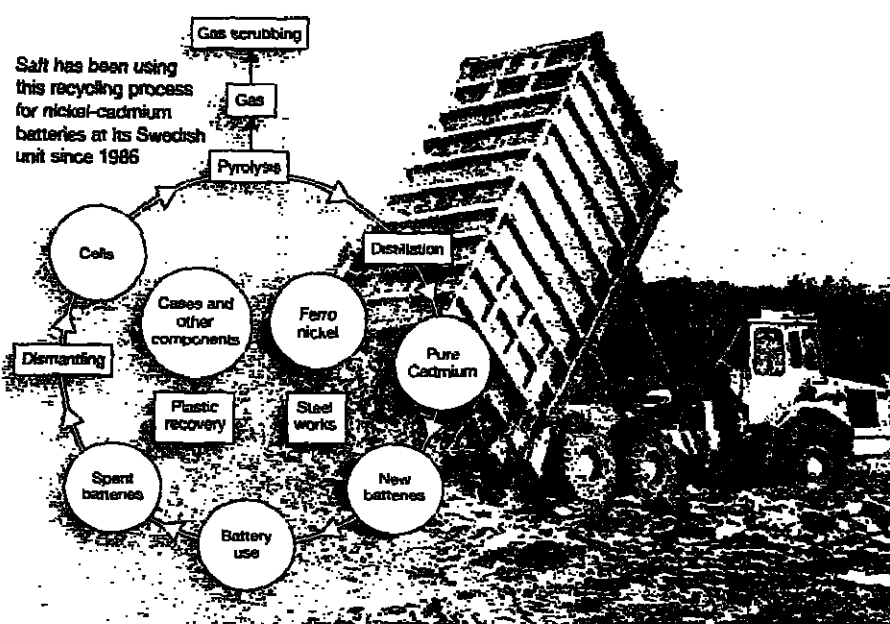 Gas scrubbing
Saft has been using
this recycling process
for nickel-cadmium
batteries at its Swedish
unit since 1986
Gas
Pyrolysis
Cells
Distillation
Cases and
other
components
Ferro
nickel
Pure
Cadmium
Dismantling
Plastic
recovery
Steel
works
Spent
batteries
New
batteries
Battery
use